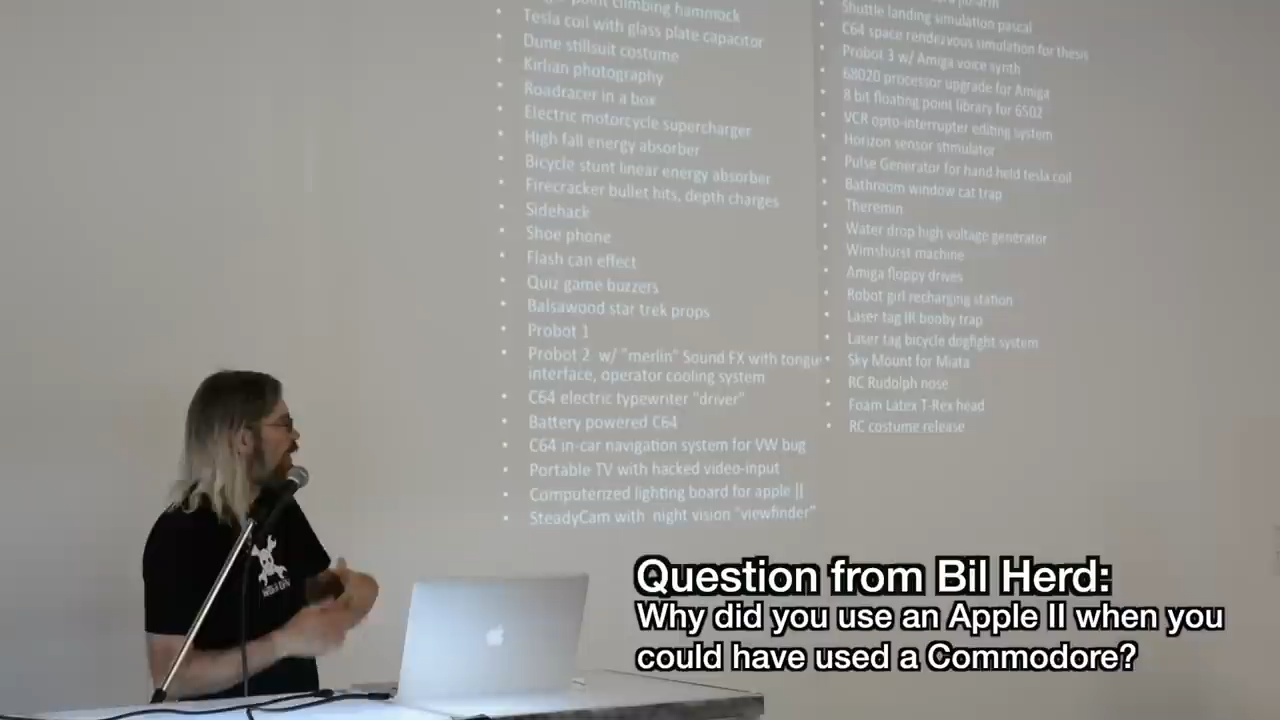 point climbing hammock
Tesla coil with glass plate capacitor
Dune stillsuit costume
Kirlian photography
Roadracer in a box
Electric motorcycle supercharger
High fall energy absorber
Bicycle stunt linear energy absorber
Firecracker bullet hits, depth charges
Sidehack
Shoe phone
Flash can effect
Quiz game buzzers
Balsawood star trek props
Probot 1
Probot 2 w/ "merlin" Sound FX with tongue
interface, operator cooling system
C64 electric typewriter "driver"
Battery powered C64
C64 in-car navigation system for VW bug
Portable TV with hacked video-input
Computerized lighting board for apple ||
SteadyCam with night vision "viewfinder"
Shuttle landing simulation pascal
C64 space rendezvous simulation for thesis
Probot 3 w/ Amiga voice synth
68020 processor upgrade for Amiga
8 bit floating point library for 6502
VCR opto-interrupter editing system
Horizon sensor stimulator
Pulse Generator for hand held tesla coil
Bathroom window cat trap
Theremin
Water drop high voltage generator
Wimshurst machine
Amiga floppy drives
Robot girl recharging station
Laser tag IR booby trap
Laser tag bicycle dogfight system
Sky Mount for Miata
RC Rudolph nose
Foam Latex T-Rex head
RC costume release
Question from Bil Herd:
Why did you use an Apple II when you
could have used a Commodore?